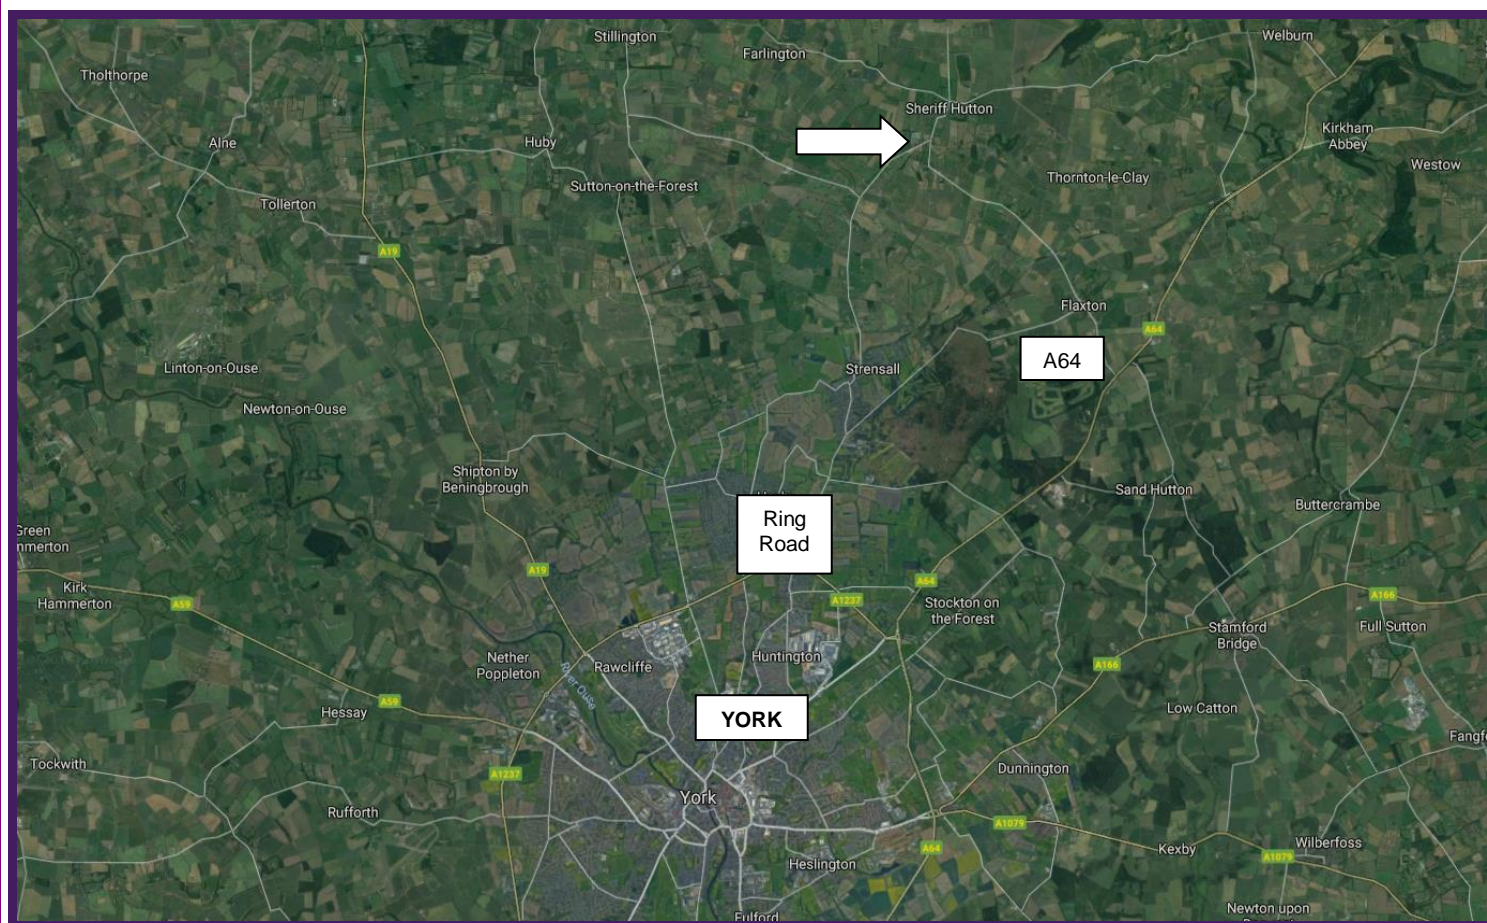 Stillington
Welburn
Farlington
Tholthorpe
Sheriff Hutton
Kirkham
Abbey
Alne
Huby
Westow
Thornton-le-Clay
Sutton-on-the-Forest
Tollerton
A19
Flaxton
A64
A64
Linton-on-Ouse
Strensall
Newton-on-Ouse
Shipton by
Beningbrough
Sand Hutton
Buttercrambe
Ring
Road
Green
A19
A64
Kirk
Hammerton
A59
A1237
A166
Stockton on
the Forest
Full Sutton
Stamford
Bridge
Nether
Poppleton
Rawcliffe
Huntington
A166
River Ouse
A59
Hessay
YORK
Low Catton
Tockwith
A1237
Dunnington
York
Rufforth
A1079
A64
Kexby
Wilberfoss
A1079
Heslington
Newton upon
Fulford